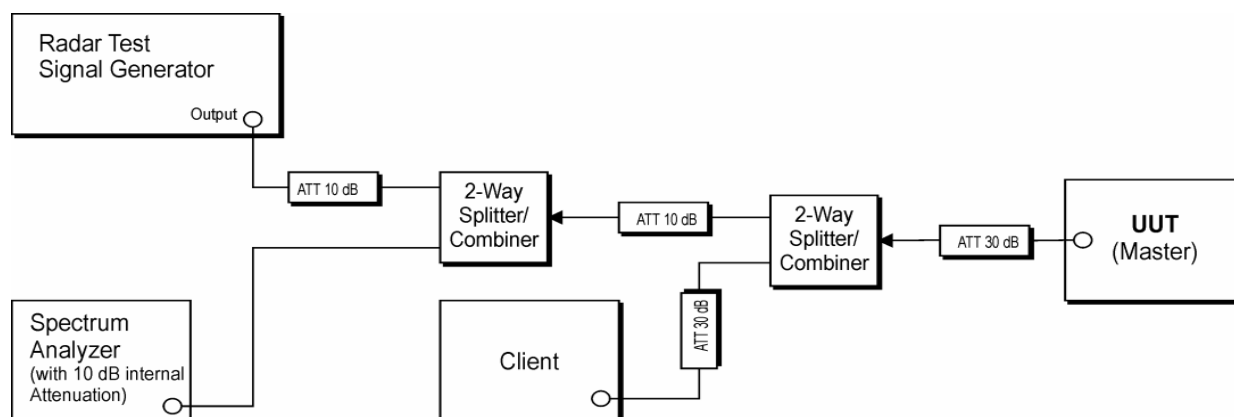 Radar Test
Signal Generator
Output
ATT 10 dB
2-Way
Splitter/
Combiner
ATT 10 dB
2-Way
Splitter/
Combiner
ATT 30 dB
UUT
(Master)
Spectrum
Analyzer
(with 10 dB internal
Attenuation)
Client
ATT 30 dB